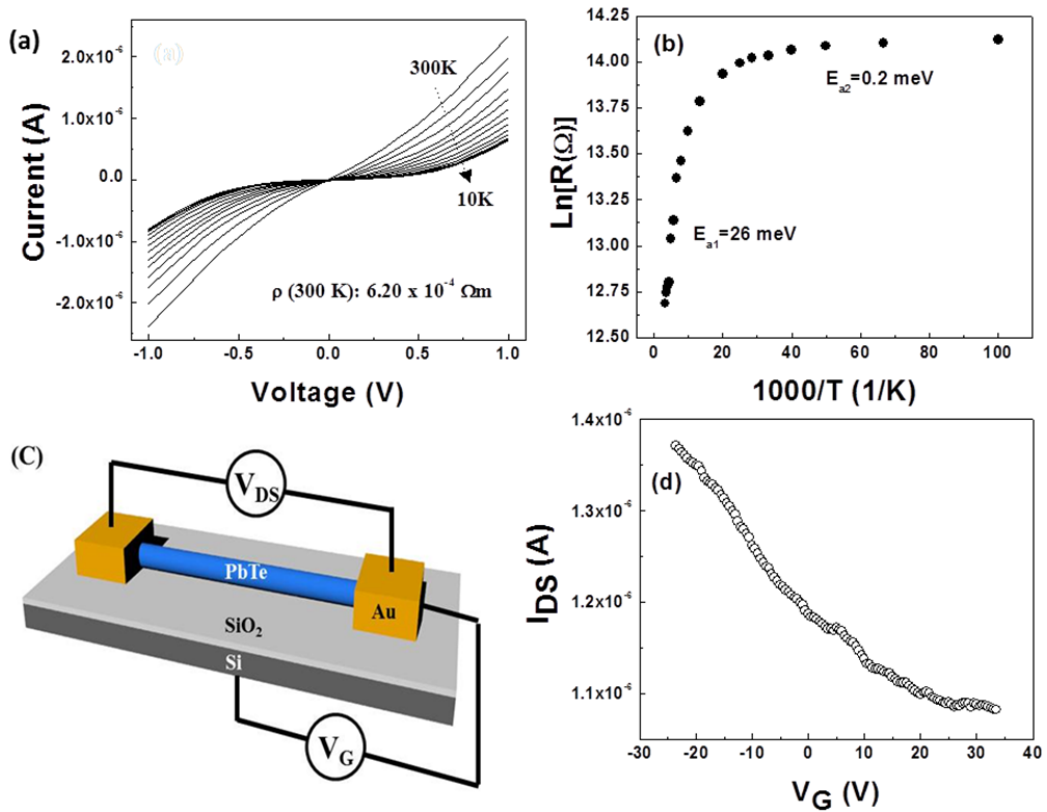 (a)
(a)
2.0x10⁻⁶
1.0x10⁻⁶
0.0
-1.0x10⁻⁶
-2.0x10⁻⁶
Current (A)
300K
10K
ρ (300 K): 6.20 x 10⁻⁴ Ωm
-1.0
-0.5
0.0
0.5
1.0
Voltage (V)
(b)
14.25
14.00
13.75
13.50
13.25
13.00
12.75
12.50
Ln[R(Ω)]
Eₐ₂=0.2 meV
Eₐ₁=26 meV
0
20
40
60
80
100
1000/T (1/K)
(C)
V_DS
PbTe
Au
SiO₂
Si
V_G
(d)
1.4x10⁻⁶
1.3x10⁻⁶
1.2x10⁻⁶
1.1x10⁻⁶
I_DS (A)
-30
-20
-10
0
10
20
30
40
V_G (V)